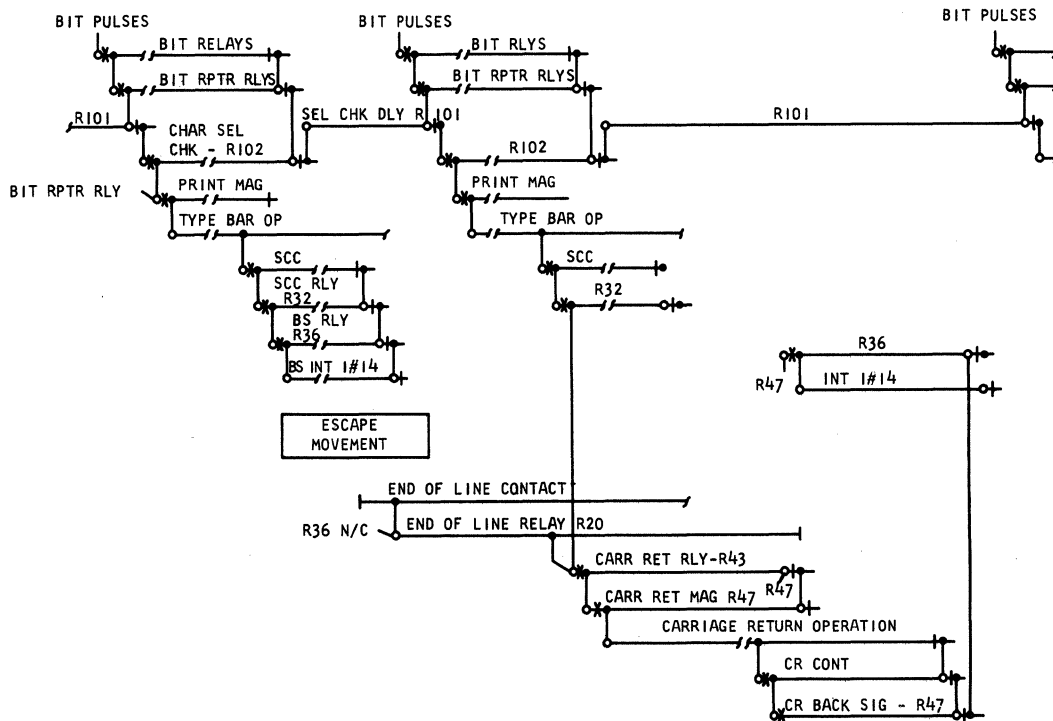 BIT PULSES
BIT PULSES
BIT PULSES
BIT RELAYS
BIT RLYS
BIT RPTR RLYS
BIT RPTR RLYS
R101
SEL CHK DLY R101
R101
CHAR SEL
CHK - R102
R102
BIT RPTR RLY
PRINT MAG
PRINT MAG
TYPE BAR OP
TYPE BAR OP
SCC
SCC
SCC RLY
R32
R32
BS RLY
R36
R36
BS INT 1#14
R47
INT 1#14
ESCAPE
MOVEMENT
END OF LINE CONTACT
R36 N/C
END OF LINE RELAY R20
CARR RET RLY-R43
R47
CARR RET MAG R47
CARRIAGE RETURN OPERATION
CR CONT
CR BACK SIG - R47